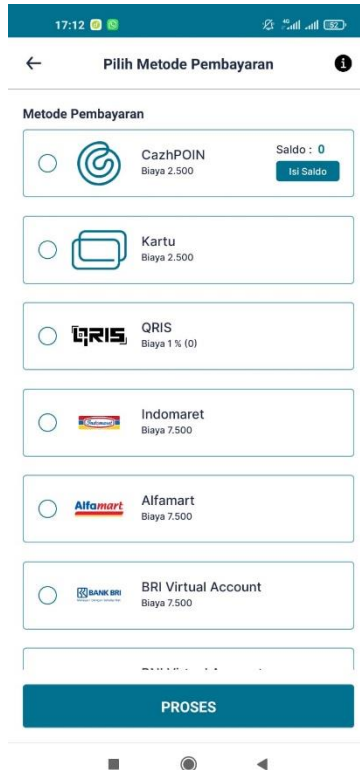 17:12
52
Pilih Metode Pembayaran
Metode Pembayaran
CazhPOIN
Biaya 2.500
Saldo : 0
Isi Saldo
Kartu
Biaya 2.500
QRIS
QRIS
Biaya 1 % (0)
Indomaret
Indomaret
Biaya 7.500
Alfamart
Alfamart
Biaya 7.500
BANK BRI
BRI Virtual Account
Biaya 7.500
PROSES